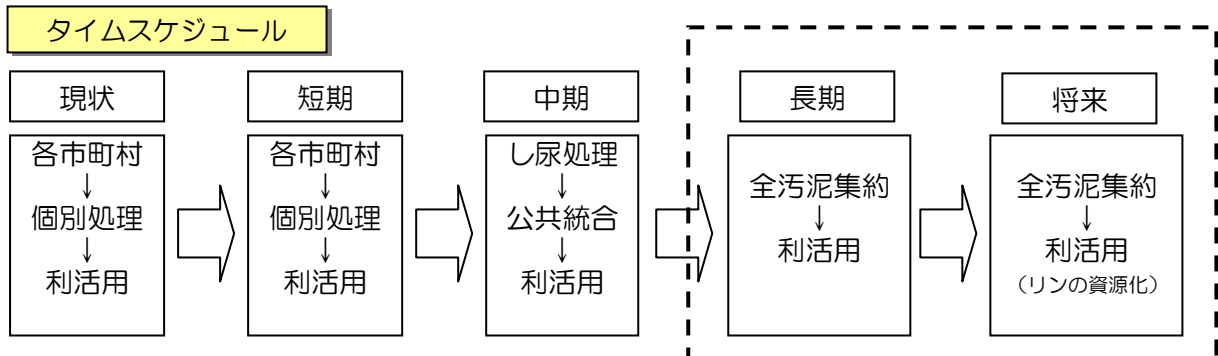 タイムスケジュール
現状
各市町村
↓
個別処理
↓
利活用
短期
各市町村
↓
個別処理
↓
利活用
中期
し尿処理
↓
公共統合
↓
利活用
長期
全汚泥集約
↓
利活用
将来
全汚泥集約
↓
利活用
（リンの資源化）